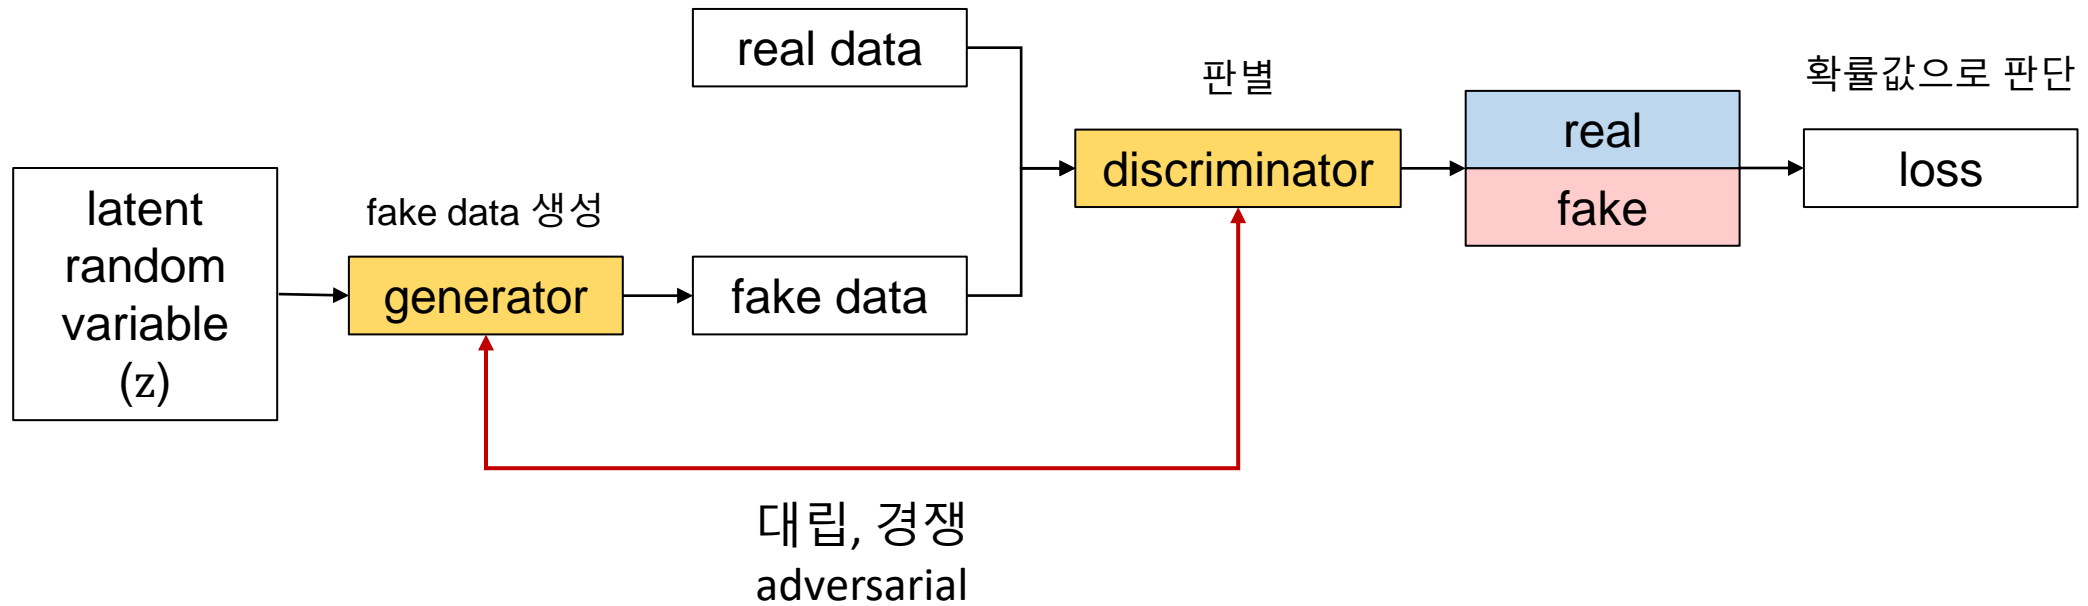 real data
판별
확률값으로 판단
latent
random
variable
(z)
fake data 생성
generator
fake data
discriminator
real
fake
loss
대립, 경쟁
adversarial